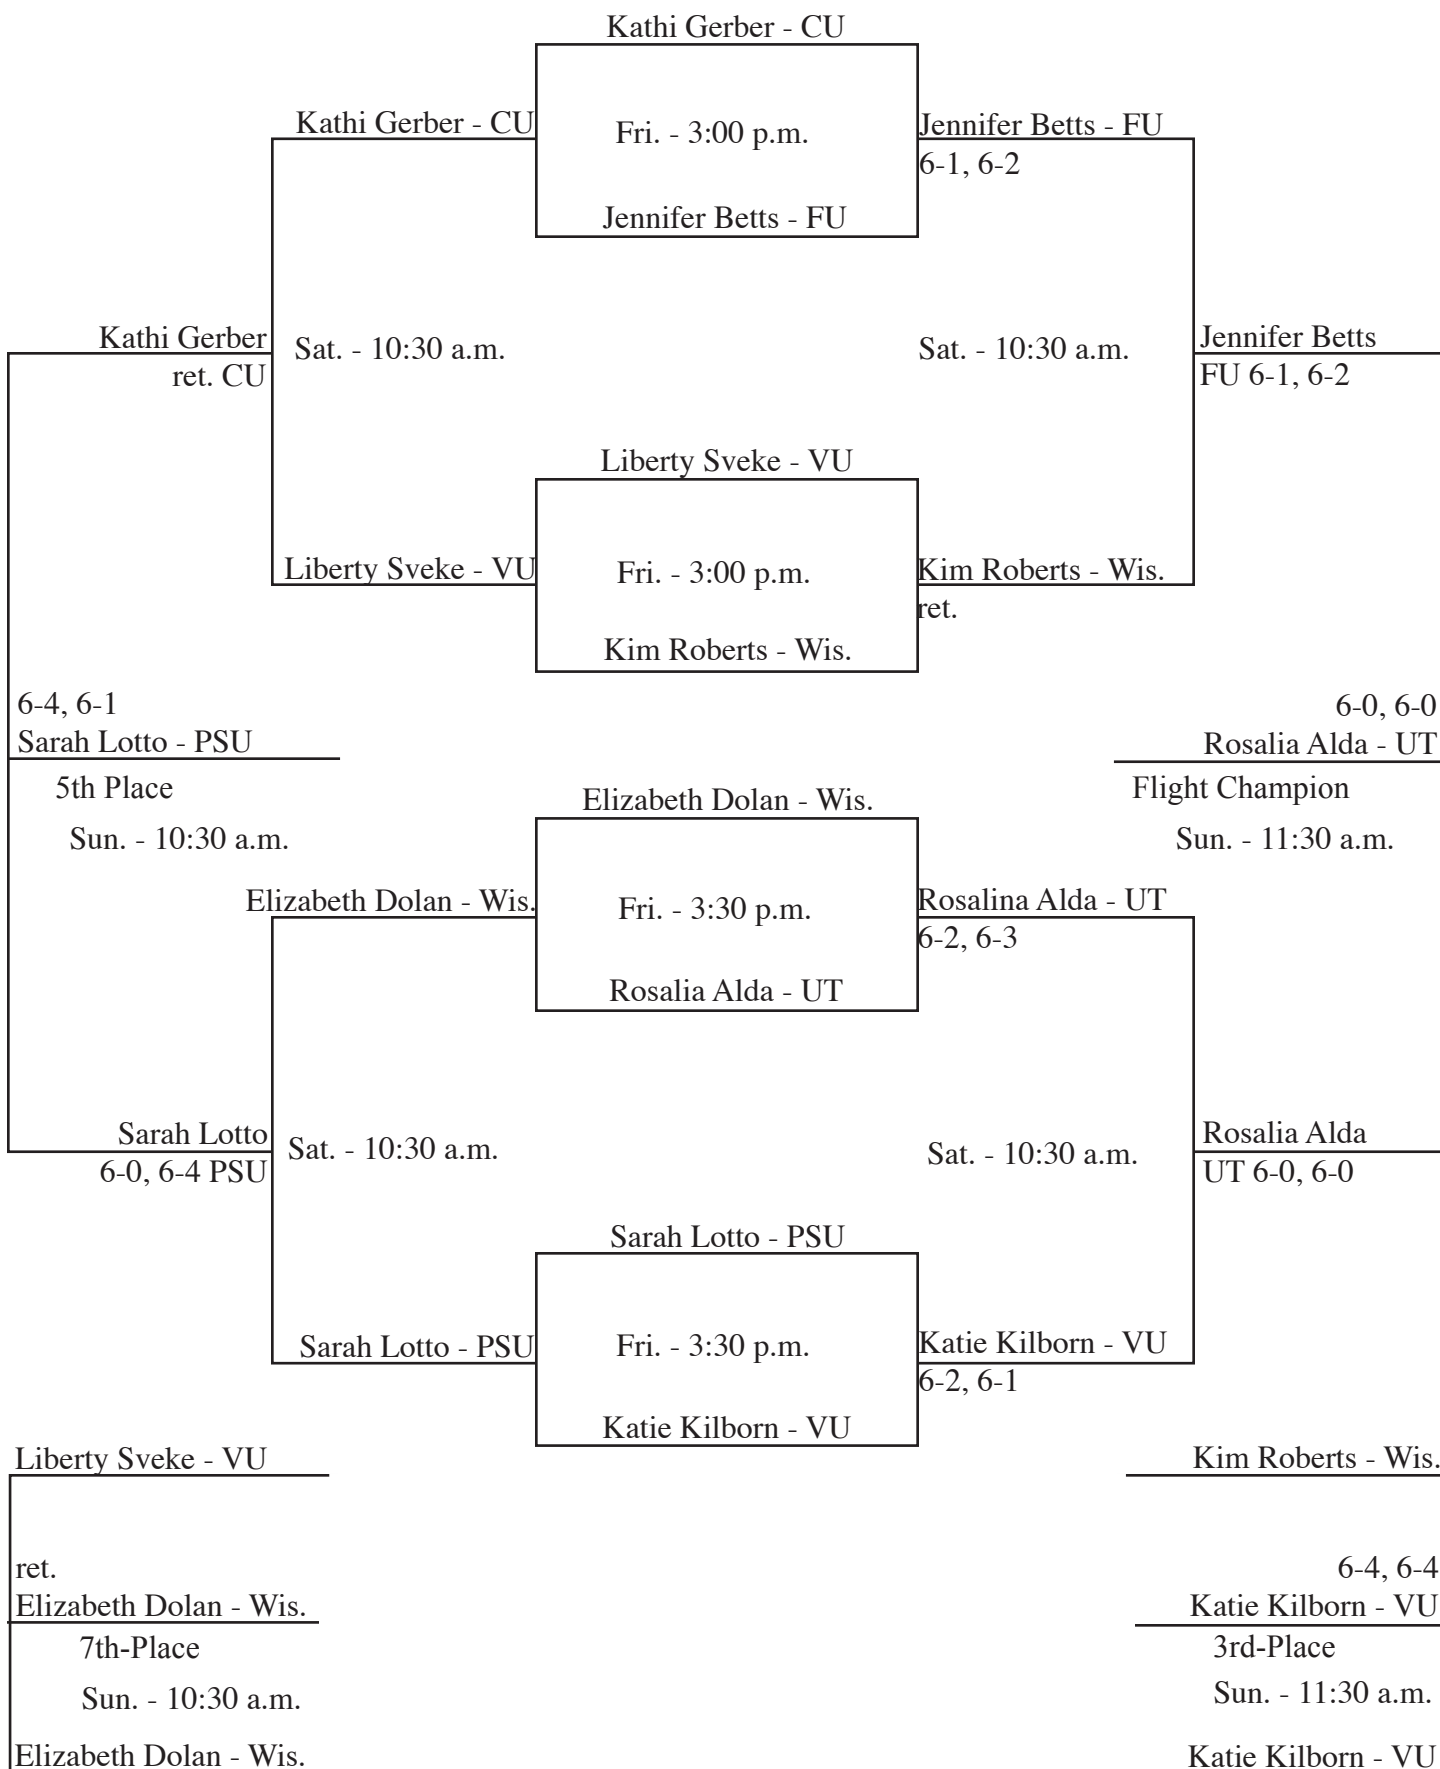 Kathi Gerber - CU
Kathi Gerber - CU
Fri. - 3:00 p.m.
Jennifer Betts - FU
6-1, 6-2
Jennifer Betts - FU
Kathi Gerber
ret. CU
Sat. - 10:30 a.m.
Sat. - 10:30 a.m.
Jennifer Betts
FU 6-1, 6-2
Liberty Sveke - VU
Liberty Sveke - VU
Fri. - 3:00 p.m.
Kim Roberts - Wis.
ret.
Kim Roberts - Wis.
6-4, 6-1
Sarah Lotto - PSU
5th Place
Sun. - 10:30 a.m.
6-0, 6-0
Rosalia Alda - UT
Flight Champion
Sun. - 11:30 a.m.
Elizabeth Dolan - Wis.
Elizabeth Dolan - Wis.
Fri. - 3:30 p.m.
Rosalina Alda - UT
6-2, 6-3
Rosalia Alda - UT
Sarah Lotto
6-0, 6-4 PSU
Sat. - 10:30 a.m.
Sat. - 10:30 a.m.
Rosalia Alda
UT 6-0, 6-0
Sarah Lotto - PSU
Sarah Lotto - PSU
Fri. - 3:30 p.m.
Katie Kilborn - VU
6-2, 6-1
Katie Kilborn - VU
Liberty Sveke - VU
ret.
Elizabeth Dolan - Wis.
7th-Place
Sun. - 10:30 a.m.
Elizabeth Dolan - Wis.
Kim Roberts - Wis.
6-4, 6-4
Katie Kilborn - VU
3rd-Place
Sun. - 11:30 a.m.
Katie Kilborn - VU